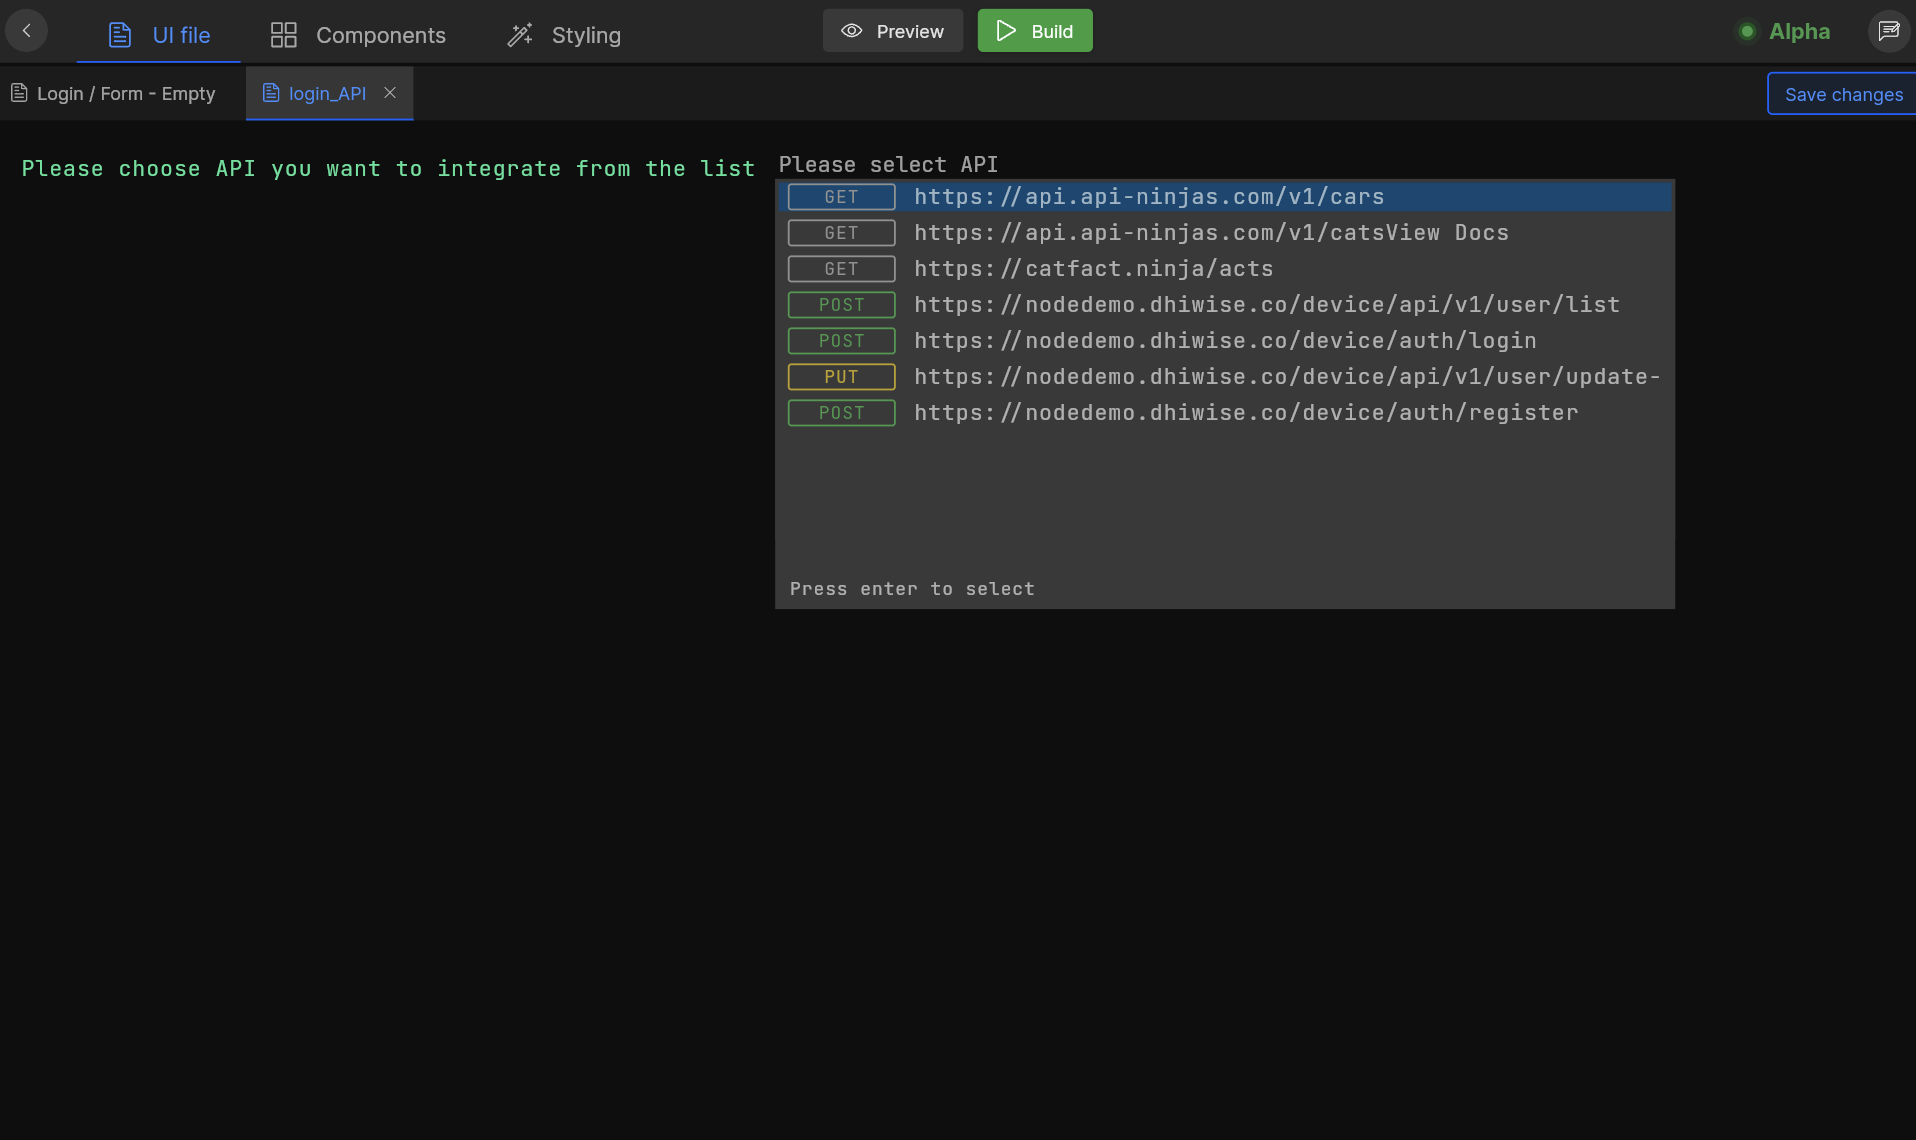 UI file Components Styling Preview Build Alpha
Login / Form - Empty login_API Save changes
Please choose API you want to integrate from the list Please select API
GET https://api.api-ninjas.com/v1/cars
GET https://api.api-ninjas.com/v1/catsView Docs
GET https://catfact.ninja/acts
POST https://nodedemo.dhiwise.co/device/api/v1/user/list
POST https://nodedemo.dhiwise.co/device/auth/login
PUT https://nodedemo.dhiwise.co/device/api/v1/user/update-
POST https://nodedemo.dhiwise.co/device/auth/register
Press enter to select